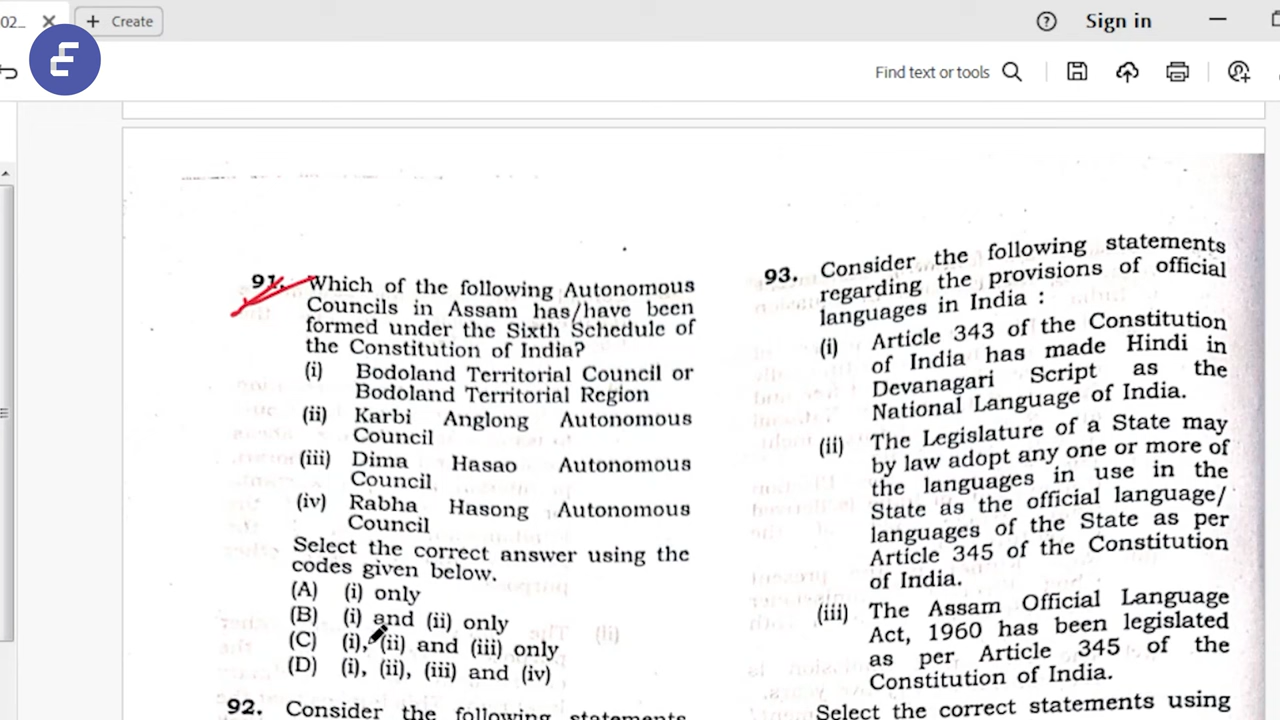 02...
+ Create
Sign in
Find text or tools
91. Which of the following Autonomous
Councils in Assam has/have been
formed under the Sixth Schedule of
the Constitution of India?
(i) Bodoland Territorial Council or
Bodoland Territorial Region
(ii) Karbi Anglong Autonomous
Council
(iii) Dima Hasao Autonomous
Council
(iv) Rabha Hasong Autonomous
Council
Select the correct answer using the
codes given below.
(A) (i) only
(B) (i) and (ii) only
(C) (i), (ii) and (iii) only
(D) (i), (ii), (iii) and (iv)
92. Consider the following statements
93. Consider the following statements
regarding the provisions of official
languages in India :
(i) Article 343 of the Constitution
of India has made Hindi in
Devanagari Script as the
National Language of India.
(ii) The Legislature of a State may
by law adopt any one or more of
the languages in use in the
State as the official language/
languages of the State as per
Article 345 of the Constitution
of India.
(iii) The Assam Official Language
Act, 1960 has been legislated
as per Article 345 of the
Constitution of India.
Select the correct statements using